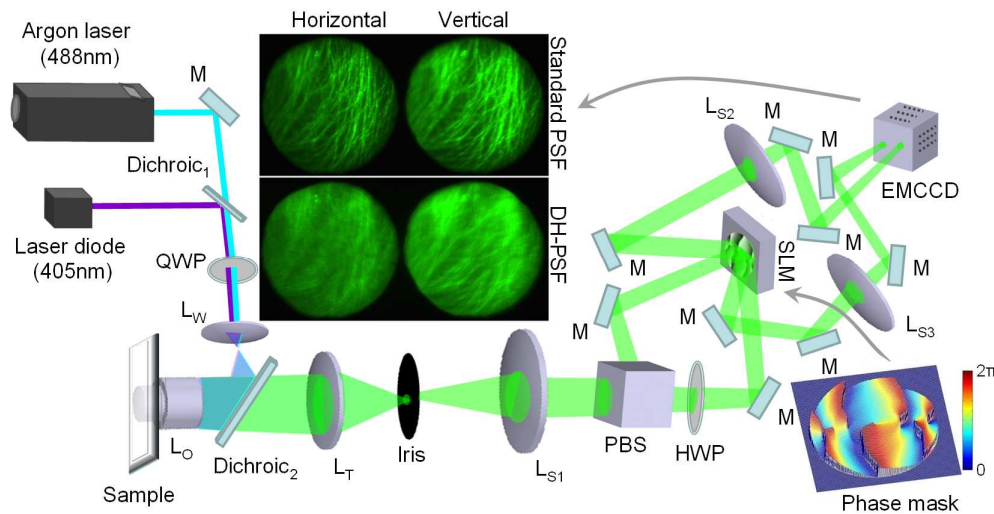 Argon laser
(488nm)
M
Dichroic1
Laser diode
(405nm)
QWP
LW
Horizontal
Vertical
Standard PSF
DH-PSF
LS2
M
M
EMCCD
M
SLM
M
M
M
M
LS3
M
M
M
2π
0
Phase mask
LO
Sample
Dichroic2
LT
Iris
LS1
PBS
HWP